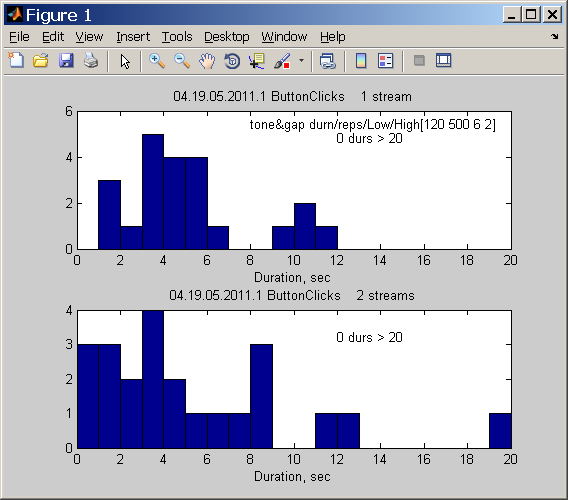 Figure 1
File Edit View Insert Tools Desktop Window Help
04.19.05.2011.1 ButtonClicks 1 stream
tone&gap durn/reps/Low/High[120 500 6 2]
0 durs > 20
6
4
2
0
0 2 4 6 8 10 12 14 16 18 20
Duration, sec
04.19.05.2011.1 ButtonClicks 2 streams
0 durs > 20
4
3
2
1
0
0 2 4 6 8 10 12 14 16 18 20
Duration, sec